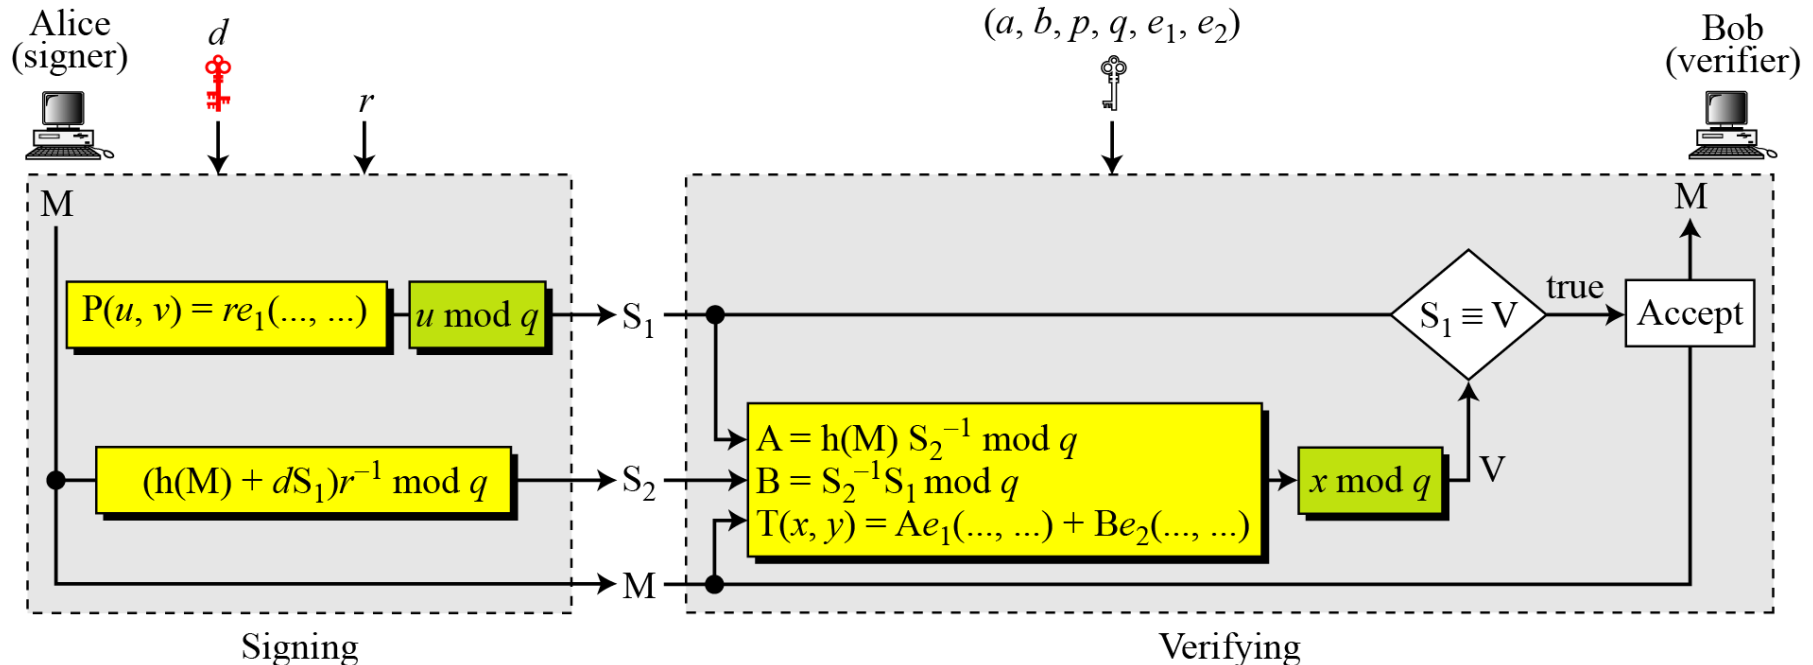 Alice
(signer)
d
r
(a, b, p, q, e₁, e₂)
Bob
(verifier)
M
P(u, v) = re₁(..., ...)
u mod q
S₁
S₁ ≡ V
true
Accept
M
(h(M) + dS₁)r⁻¹ mod q
S₂
A = h(M) S₂⁻¹ mod q
B = S₂⁻¹S₁ mod q
T(x, y) = Ae₁(..., ...) + Be₂(..., ...)
x mod q
V
M
Signing
Verifying